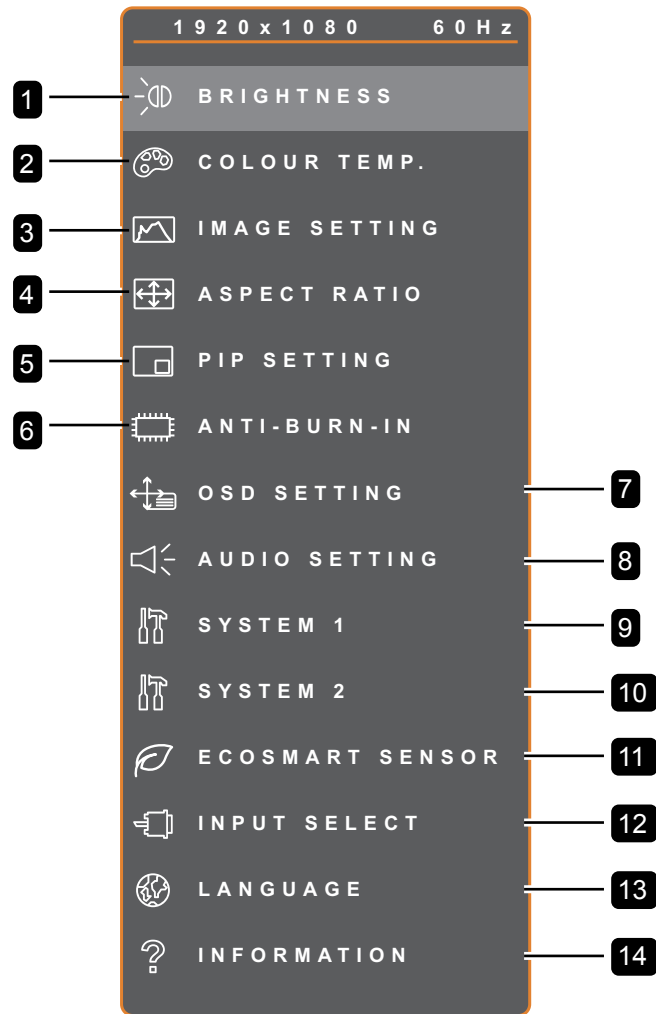 1920x1080 60Hz
1 BRIGHTNESS
2 COLOUR TEMP.
3 IMAGE SETTING
4 ASPECT RATIO
5 PIP SETTING
6 ANTI-BURN-IN
OSD SETTING 7
AUDIO SETTING 8
SYSTEM 1 9
SYSTEM 2 10
ECOSMART SENSOR 11
INPUT SELECT 12
LANGUAGE 13
INFORMATION 14